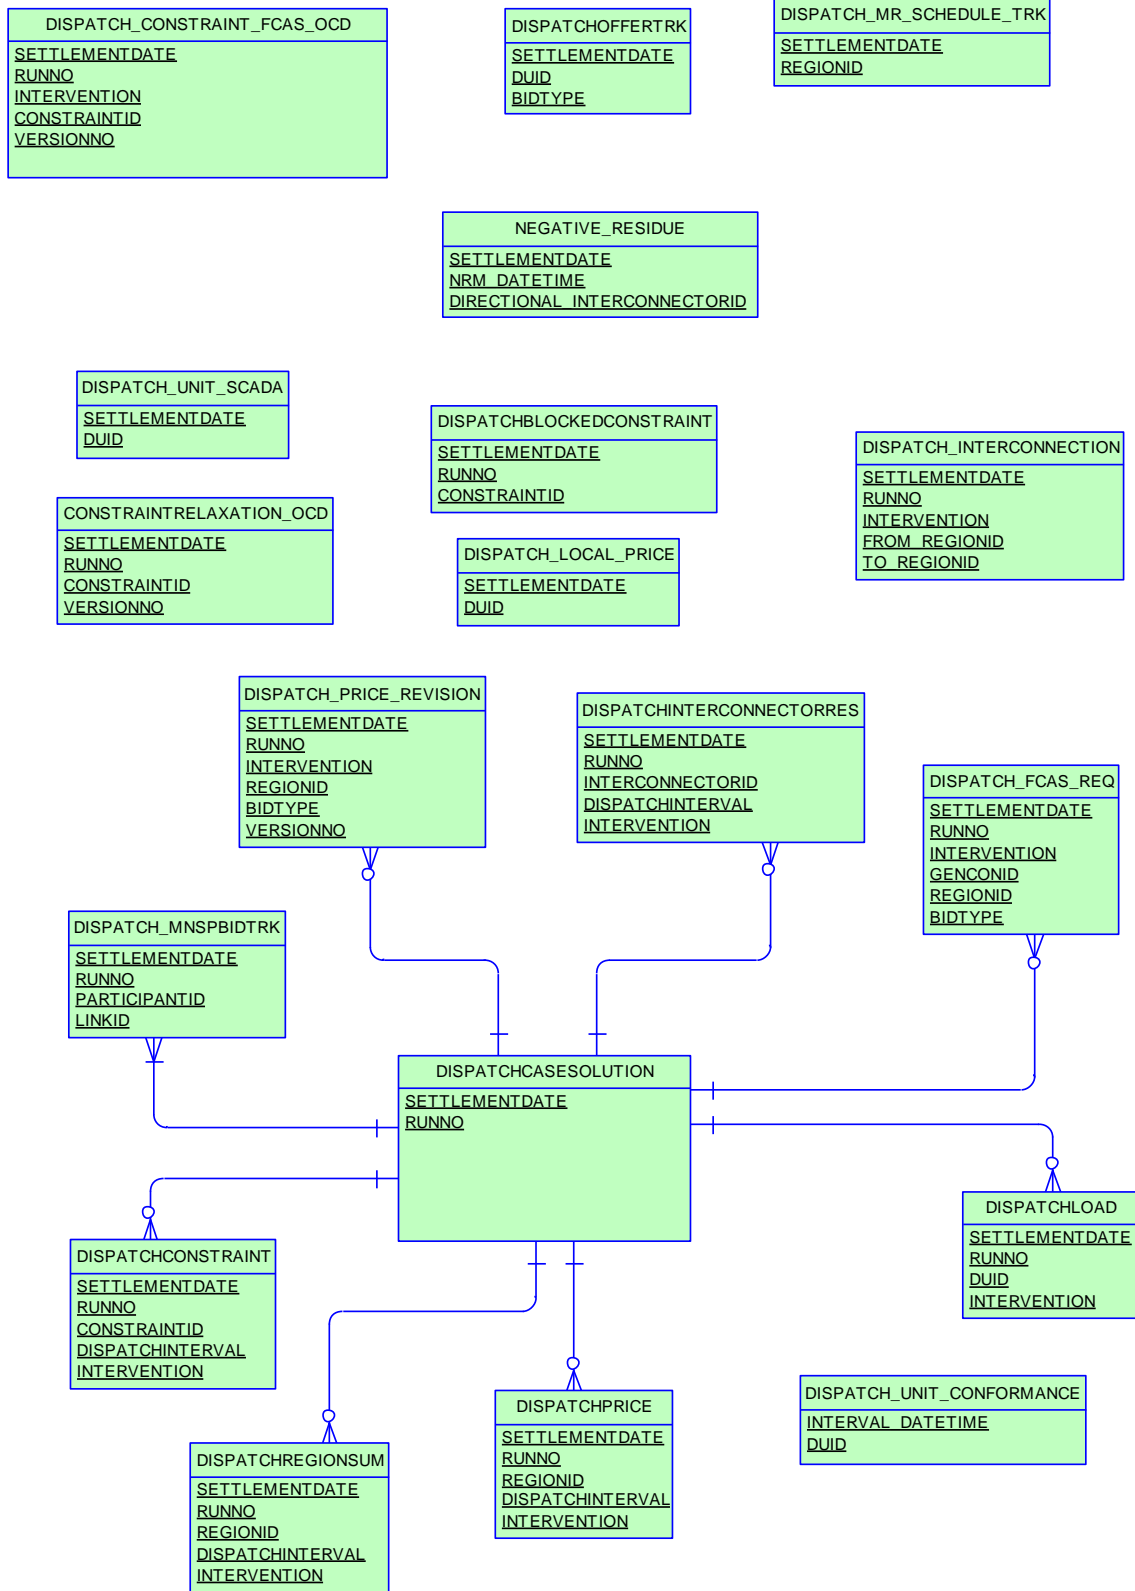 DISPATCH_CONSTRAINT_FCAS_OCD
SETTLEMENTDATE
RUNNO
INTERVENTION
CONSTRAINTID
VERSIONNO
DISPATCHOFFERTRK
SETTLEMENTDATE
DUID
BIDTYPE
DISPATCH_MR_SCHEDULE_TRK
SETTLEMENTDATE
REGIONID
NEGATIVE_RESIDUE
SETTLEMENTDATE
NRM_DATETIME
DIRECTIONAL_INTERCONNECTORID
DISPATCH_UNIT_SCADA
SETTLEMENTDATE
DUID
DISPATCHBLOCKEDCONSTRAINT
SETTLEMENTDATE
RUNNO
CONSTRAINTID
DISPATCH_INTERCONNECTION
SETTLEMENTDATE
RUNNO
INTERVENTION
FROM_REGIONID
TO_REGIONID
CONSTRAINTRELAXATION_OCD
SETTLEMENTDATE
RUNNO
CONSTRAINTID
VERSIONNO
DISPATCH_LOCAL_PRICE
SETTLEMENTDATE
DUID
DISPATCH_PRICE_REVISION
SETTLEMENTDATE
RUNNO
INTERVENTION
REGIONID
BIDTYPE
VERSIONNO
DISPATCHINTERCONNECTORRES
SETTLEMENTDATE
RUNNO
INTERCONNECTORID
DISPATCHINTERVAL
INTERVENTION
DISPATCH_FCAS_REQ
SETTLEMENTDATE
RUNNO
INTERVENTION
GENCONID
REGIONID
BIDTYPE
DISPATCH_MNSPBIDTRK
SETTLEMENTDATE
RUNNO
PARTICIPANTID
LINKID
DISPATCHCASESOLUTION
SETTLEMENTDATE
RUNNO
DISPATCHLOAD
SETTLEMENTDATE
RUNNO
DUID
INTERVENTION
DISPATCHCONSTRAINT
SETTLEMENTDATE
RUNNO
CONSTRAINTID
DISPATCHINTERVAL
INTERVENTION
DISPATCH_UNIT_CONFORMANCE
INTERVAL_DATETIME
DUID
DISPATCHPRICE
SETTLEMENTDATE
RUNNO
REGIONID
DISPATCHINTERVAL
INTERVENTION
DISPATCHREGIONSUM
SETTLEMENTDATE
RUNNO
REGIONID
DISPATCHINTERVAL
INTERVENTION